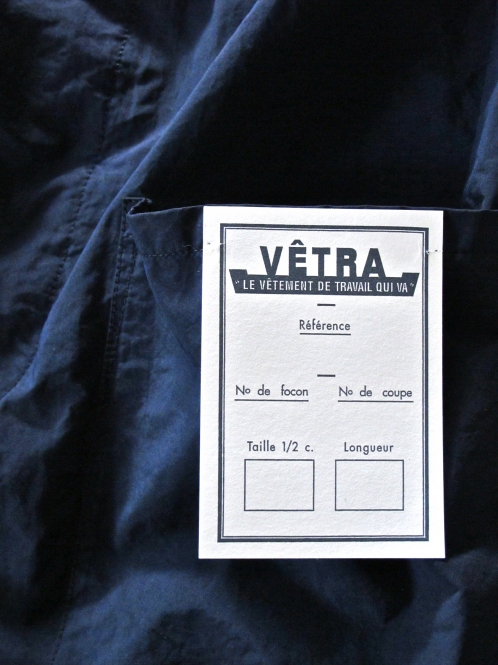 VÊTRA
"LE VÊTEMENT DE TRAVAIL QUI VA"
Référence
No de focon No de coupe
Taille 1/2 c. Longueur